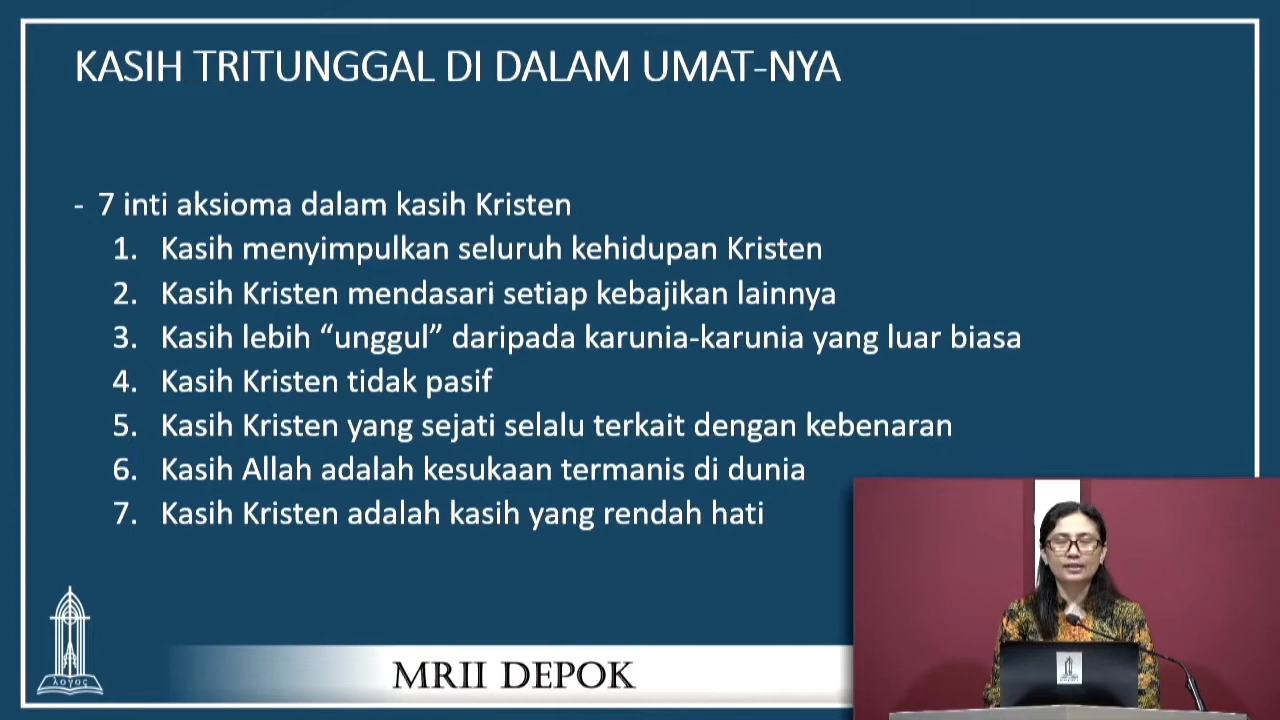 KASIH TRITUNGGAL DI DALAM UMAT-NYA
- 7 inti aksioma dalam kasih Kristen
1. Kasih menyimpulkan seluruh kehidupan Kristen
2. Kasih Kristen mendasari setiap kebajikan lainnya
3. Kasih lebih “unggul” daripada karunia-karunia yang luar biasa
4. Kasih Kristen tidak pasif
5. Kasih Kristen yang sejati selalu terkait dengan kebenaran
6. Kasih Allah adalah kesukaan termanis di dunia
7. Kasih Kristen adalah kasih yang rendah hati
λογος
MRII DEPOK